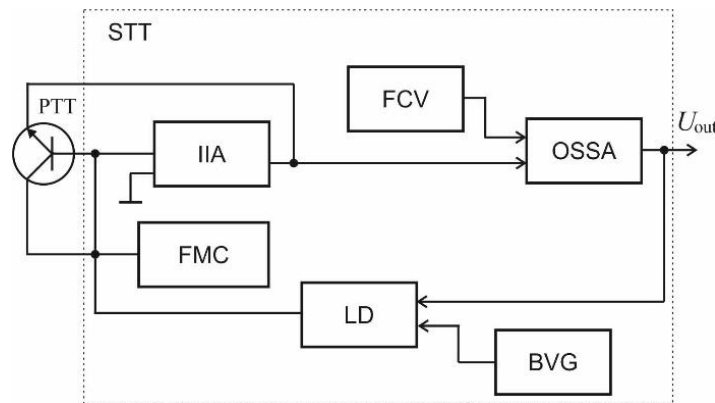 STT
PTT
FCV
U_out
IIA
OSSA
FMC
LD
BVG